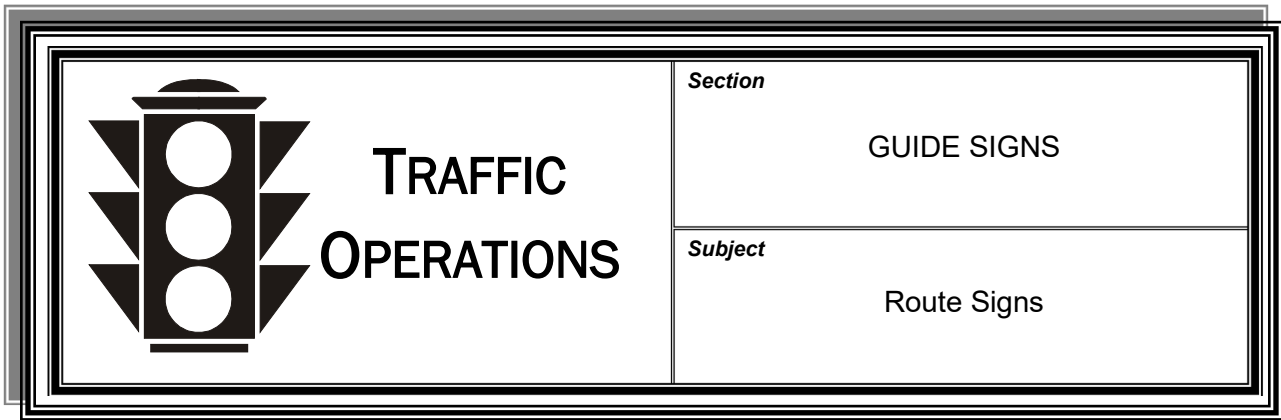 TRAFFIC
OPERATIONS
Section
GUIDE SIGNS
Subject
Route Signs